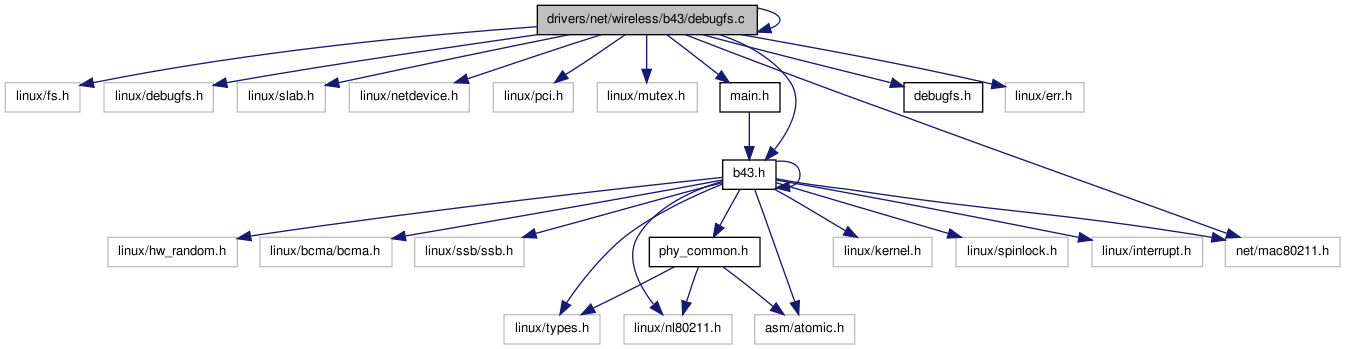 drivers/net/wireless/b43/debugfs.c
linux/fs.h
linux/debugfs.h
linux/slab.h
linux/netdevice.h
linux/pci.h
linux/mutex.h
main.h
debugfs.h
linux/err.h
b43.h
linux/hw_random.h
linux/bcma/bcma.h
linux/ssb/ssb.h
phy_common.h
linux/kernel.h
linux/spinlock.h
linux/interrupt.h
net/mac80211.h
linux/types.h
linux/nl80211.h
asm/atomic.h